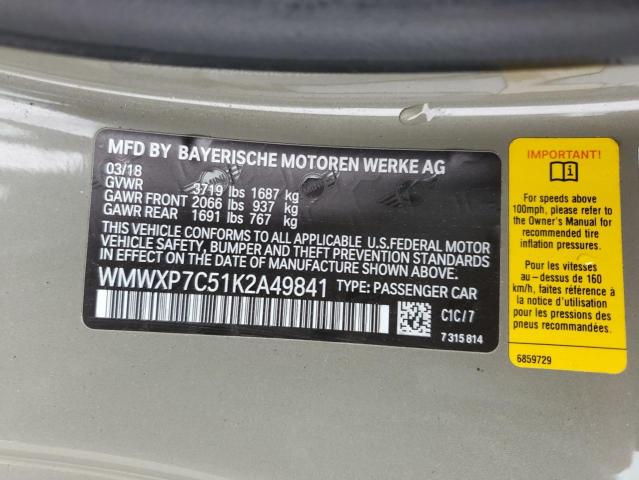 MFD BY BAYERISCHE MOTOREN WERKE AG
03/18
GVWR 3719 lbs 1687 kg
GAWR FRONT 2066 lbs 937 kg
GAWR REAR 1691 lbs 767 kg
THIS VEHICLE CONFORMS TO ALL APPLICABLE U.S.FEDERAL MOTOR
VEHICLE SAFETY, BUMPER AND THEFT PREVENTION STANDARDS
IN EFFECT ON THE DATE OF MANUFACTURE SHOWN ABOVE.
WMWXP7C51K2A49841 TYPE: PASSENGER CAR
C1C/7
7 315 814
IMPORTANT!
For speeds above
100mph, please refer to
the Owner's Manual for
recommended tire
inflation pressures.
En vitesse au-dessus de 160
km/h, faites référence à
la notice d'utilisation
pour les pressions des
pneu recommandées.
6859729